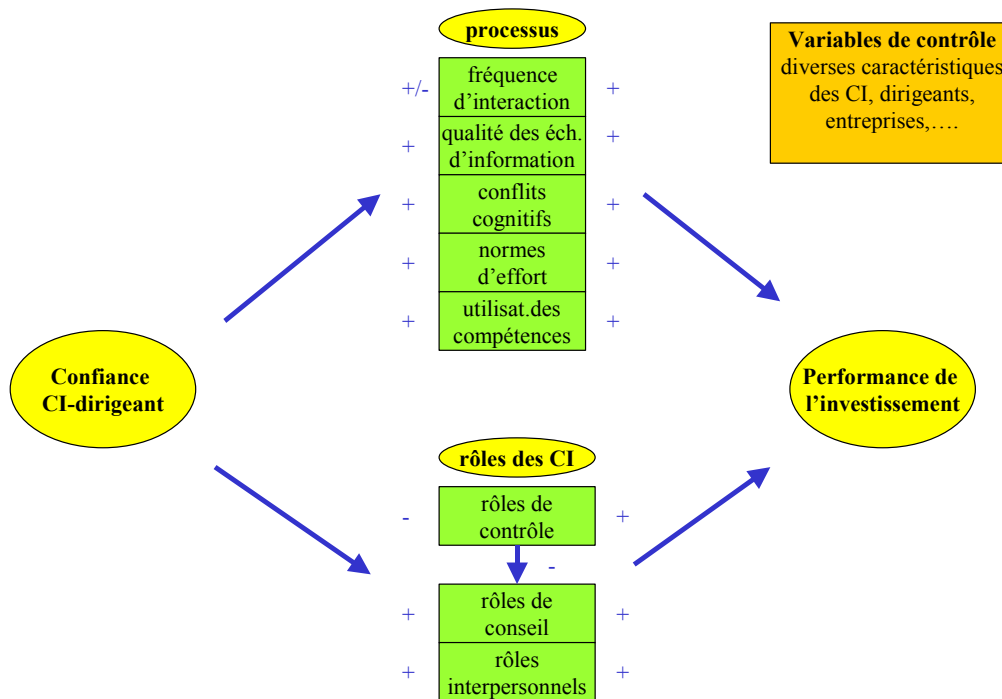 processus
Variables de contrôle
diverses caractéristiques
des CI, dirigeants,
entreprises,….
+/-
fréquence
d’interaction
+
+
qualité des éch.
d’information
+
+
conflits
cognitifs
+
+
normes
d’effort
+
+
utilisat.des
compétences
+
Confiance
CI-dirigeant
Performance de
l’investissement
rôles des CI
-
rôles de
contrôle
+
-
+
rôles de
conseil
+
+
rôles
interpersonnels
+